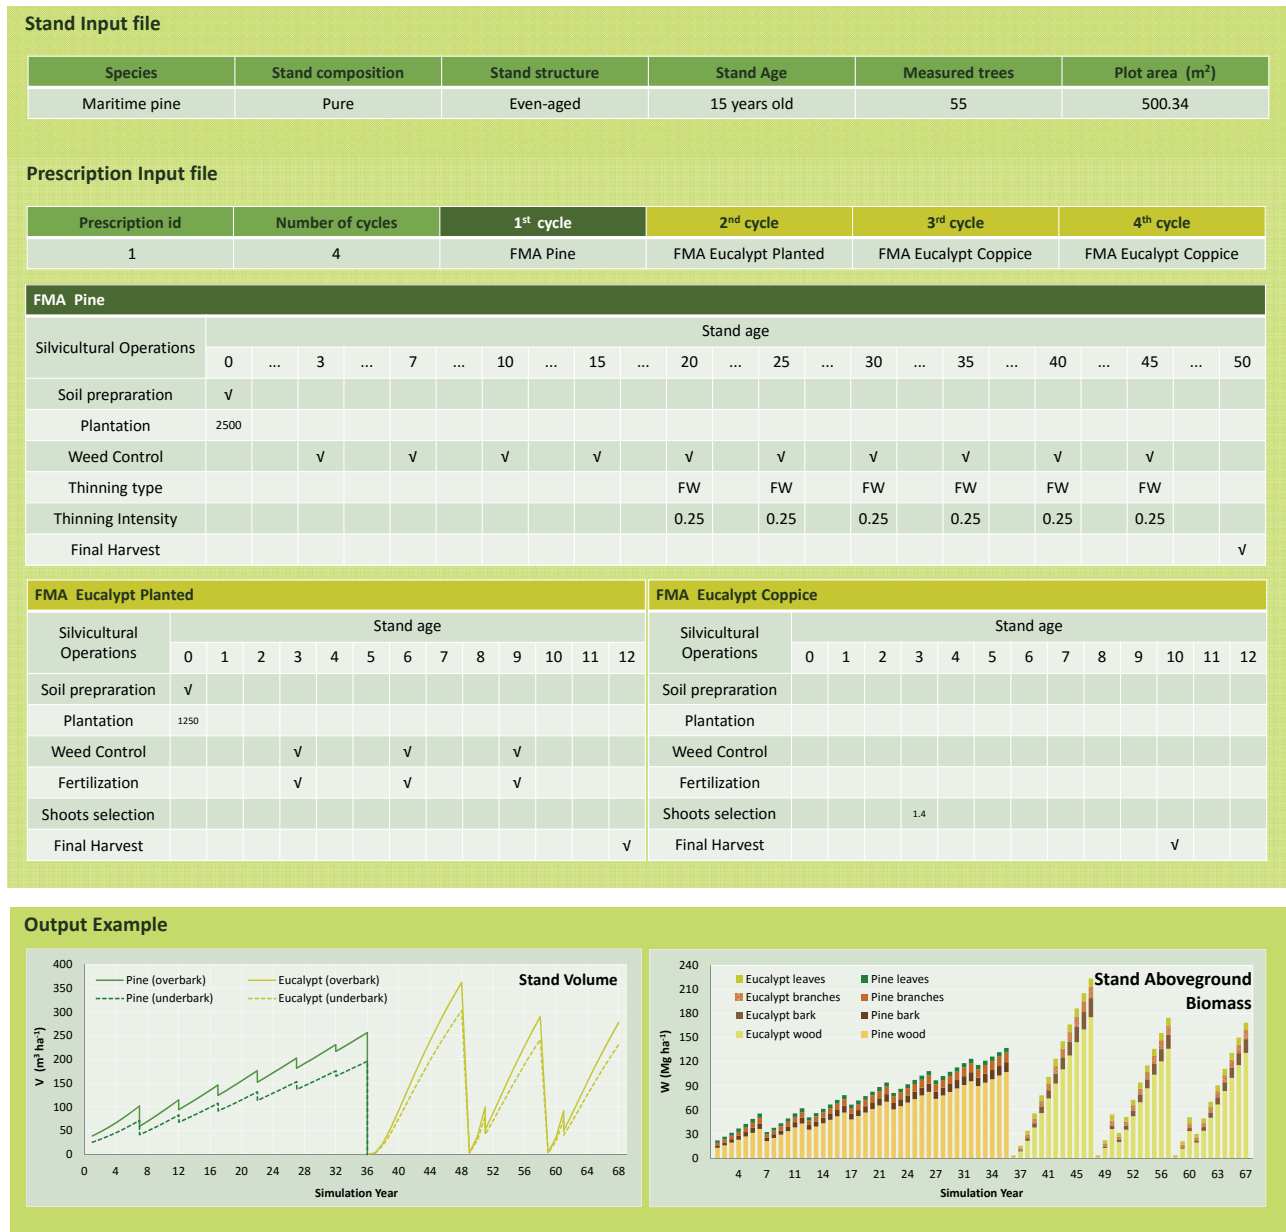 Stand Input file
Species Stand composition Stand structure Stand Age Measured trees Plot area (m²)
Maritime pine Pure Even-aged 15 years old 55 500.34
Prescription Input file
Prescription id Number of cycles 1st cycle 2nd cycle 3rd cycle 4th cycle
1 4 FMA Pine FMA Eucalypt Planted FMA Eucalypt Coppice FMA Eucalypt Coppice
FMA Pine
Silvicultural Operations Stand age
0 ... 3 ... 7 ... 10 ... 15 ... 20 ... 25 ... 30 ... 35 ... 40 ... 45 ... 50
Soil prepraration √
Plantation 2500
Weed Control √ √ √ √ √ √ √ √ √ √
Thinning type FW FW FW FW FW FW
Thinning Intensity 0.25 0.25 0.25 0.25 0.25 0.25
Final Harvest √
FMA Eucalypt Planted
Silvicultural Operations Stand age
0 1 2 3 4 5 6 7 8 9 10 11 12
Soil prepraration √
Plantation 1250
Weed Control √ √ √
Fertilization √ √ √
Shoots selection
Final Harvest √
FMA Eucalypt Coppice
Silvicultural Operations Stand age
0 1 2 3 4 5 6 7 8 9 10 11 12
Soil prepraration
Plantation
Weed Control
Fertilization
Shoots selection 1.4
Final Harvest √
Output Example
Stand Volume
Pine (overbark) Eucalypt (overbark)
Pine (underbark) Eucalypt (underbark)
V (m³ ha⁻¹)
400
350
300
250
200
150
100
50
0
0 4 8 12 16 20 24 28 32 36 40 44 48 52 56 60 64 68
Simulation Year
Stand Aboveground
Biomass
Eucalypt leaves Pine leaves
Eucalypt branches Pine branches
Eucalypt bark Pine bark
Eucalypt wood Pine wood
W (Mg ha⁻¹)
240
210
180
150
120
90
60
30
0
4 7 11 14 17 20 24 27 31 34 37 41 45 49 52 56 60 63 67
Simulation Year